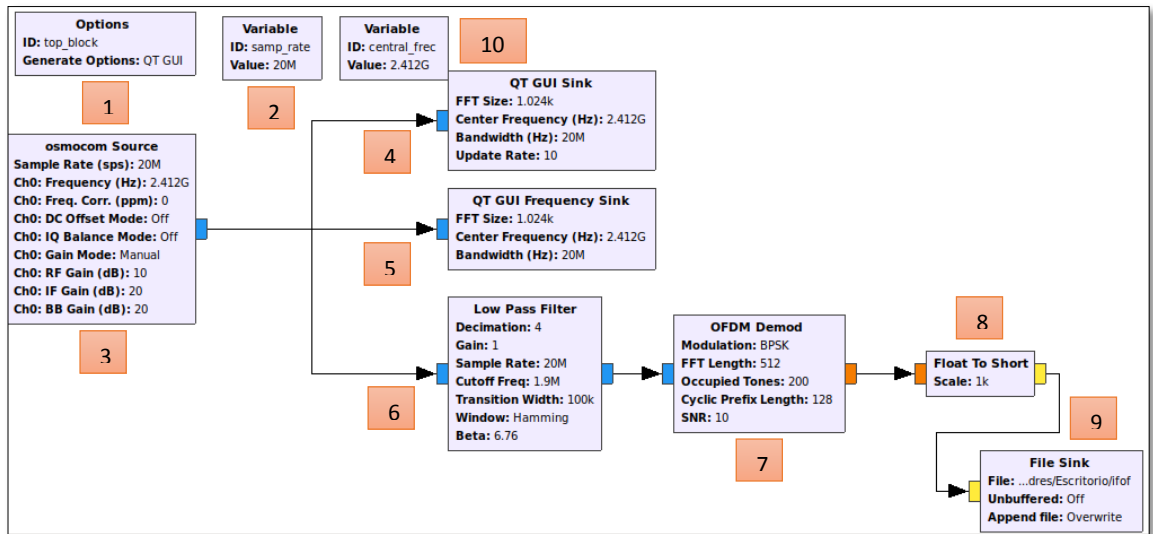 Options
ID: top_block
Generate Options: QT GUI
1
Variable
ID: samp_rate
Value: 20M
2
Variable
ID: central_frec
Value: 2.412G
10
osmocom Source
Sample Rate (sps): 20M
Ch0: Frequency (Hz): 2.412G
Ch0: Freq. Corr. (ppm): 0
Ch0: DC Offset Mode: Off
Ch0: IQ Balance Mode: Off
Ch0: Gain Mode: Manual
Ch0: RF Gain (dB): 10
Ch0: IF Gain (dB): 20
Ch0: BB Gain (dB): 20
3
QT GUI Sink
FFT Size: 1.024k
Center Frequency (Hz): 2.412G
Bandwidth (Hz): 20M
Update Rate: 10
4
QT GUI Frequency Sink
FFT Size: 1.024k
Center Frequency (Hz): 2.412G
Bandwidth (Hz): 20M
5
Low Pass Filter
Decimation: 4
Gain: 1
Sample Rate: 20M
Cutoff Freq: 1.9M
Transition Width: 100k
Window: Hamming
Beta: 6.76
6
OFDM Demod
Modulation: BPSK
FFT Length: 512
Occupied Tones: 200
Cyclic Prefix Length: 128
SNR: 10
7
8
Float To Short
Scale: 1k
9
File Sink
File: ...dres/Escritorio/ifof
Unbuffered: Off
Append file: Overwrite